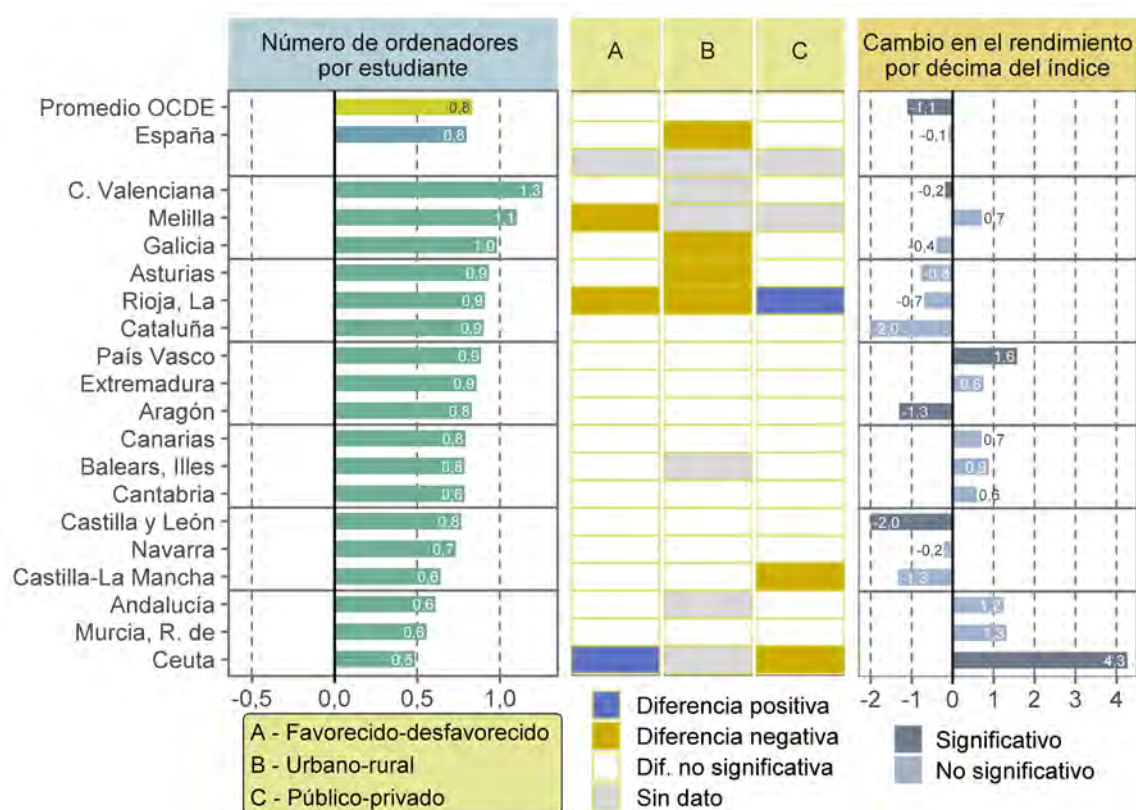 Número de ordenadores
por estudiante
A
B
C
Cambio en el rendimiento
por décima del índice
Promedio OCDE 0,8 -1,1
España 0,8 -0,1
C. Valenciana 1,3 -0,2
Melilla 1,1 0,7
Galicia 1,0 -0,4
Asturias 0,9 -0,8
Rioja, La 0,9 -0,7
Cataluña 0,9 -2,0
País Vasco 0,9 1,6
Extremadura 0,9 0,6
Aragón 0,8 -1,3
Canarias 0,8 0,7
Balears, Illes 0,8 0,9
Cantabria 0,8 0,6
Castilla y León 0,8 -2,0
Navarra 0,7 -0,2
Castilla-La Mancha 0,6 -1,3
Andalucía 0,6 1,2
Murcia, R. de 0,6 1,3
Ceuta 0,5 4,3
-0,5 0,0 0,5 1,0
-2 -1 0 1 2 3 4
A - Favorecido-desfavorecido
B - Urbano-rural
C - Público-privado
Diferencia positiva
Diferencia negativa
Dif. no significativa
Sin dato
Significativo
No significativo